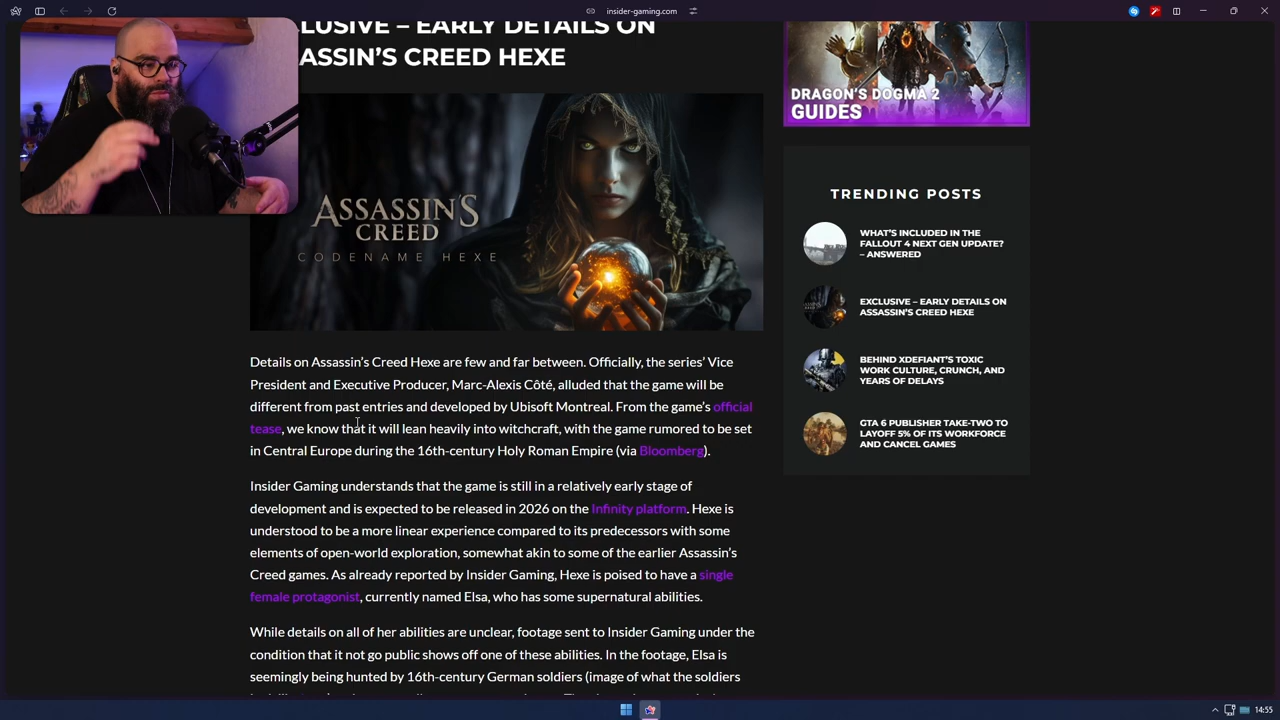 insider-gaming.com
LUSIVE – EARLY DETAILS ON
ASSASSIN'S CREED HEXE
ASSASSIN'S
CREED
CODENAME HEXE
Details on Assassin's Creed Hexe are few and far between. Officially, the series' Vice
President and Executive Producer, Marc-Alexis Côté, alluded that the game will be
different from past entries and developed by Ubisoft Montreal. From the game's official
tease, we know that it will lean heavily into witchcraft, with the game rumored to be set
in Central Europe during the 16th-century Holy Roman Empire (via Bloomberg).
Insider Gaming understands that the game is still in a relatively early stage of
development and is expected to be released in 2026 on the Infinity platform. Hexe is
understood to be a more linear experience compared to its predecessors with some
elements of open-world exploration, somewhat akin to some of the earlier Assassin's
Creed games. As already reported by Insider Gaming, Hexe is poised to have a single
female protagonist, currently named Elsa, who has some supernatural abilities.
While details on all of her abilities are unclear, footage sent to Insider Gaming under the
condition that it not go public shows off one of these abilities. In the footage, Elsa is
seemingly being hunted by 16th-century German soldiers (image of what the soldiers
DRAGON'S DOGMA 2
GUIDES
TRENDING POSTS
WHAT'S INCLUDED IN THE
FALLOUT 4 NEXT GEN UPDATE?
– ANSWERED
EXCLUSIVE – EARLY DETAILS ON
ASSASSIN'S CREED HEXE
BEHIND XDEFIANT'S TOXIC
WORK CULTURE, CRUNCH, AND
YEARS OF DELAYS
GTA 6 PUBLISHER TAKE-TWO TO
LAYOFF 5% OF ITS WORKFORCE
AND CANCEL GAMES
14:55